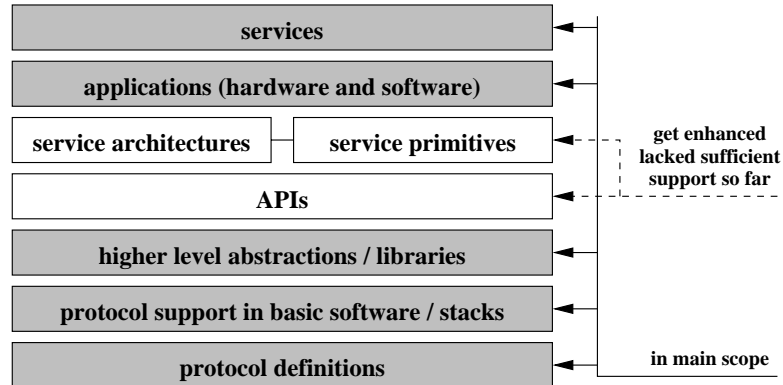 services
applications (hardware and software)
service architectures
service primitives
get enhanced
lacked sufficient
support so far
APIs
higher level abstractions / libraries
protocol support in basic software / stacks
protocol definitions
in main scope